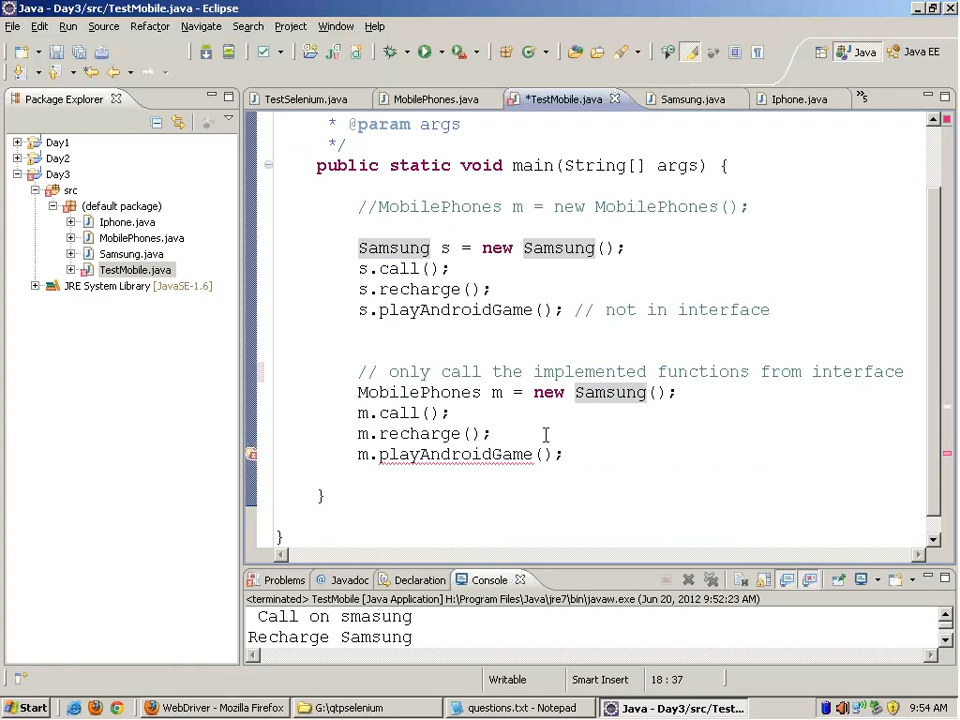 Java - Day3/src/TestMobile.java - Eclipse
File Edit Run Source Refactor Navigate Search Project Window Help
Java Java EE
Package Explorer TestSelenium.java MobilePhones.java *TestMobile.java Samsung.java Iphone.java »5
Day1
Day2
Day3
src
(default package)
Iphone.java
MobilePhones.java
Samsung.java
TestMobile.java
JRE System Library [JavaSE-1.6]
* @param args
*/
public static void main(String[] args) {
//MobilePhones m = new MobilePhones();
Samsung s = new Samsung();
s.call();
s.recharge();
s.playAndroidGame(); // not in interface
// only call the implemented functions from interface
MobilePhones m = new Samsung();
m.call();
m.recharge();
m.playAndroidGame();
}
}
Problems @ Javadoc Declaration Console
<terminated> TestMobile [Java Application] H:\Program Files\Java\jre7\bin\javaw.exe (Jun 20, 2012 9:52:23 AM)
Call on smasung
Recharge Samsung
Writable Smart Insert 18 : 37
Start WebDriver - Mozilla Firefox G:\qtpselenium questions.txt - Notepad Java - Day3/src/TestM... 9:54 AM